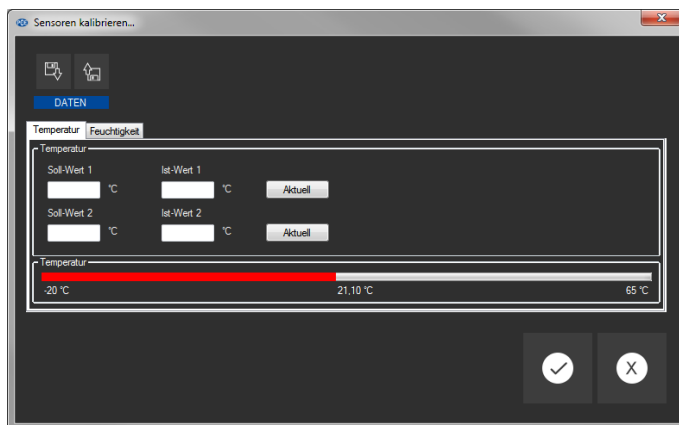 Sensoren kalibrieren...
x
DATEN
Temperatur Feuchtigkeit
Temperatur
Soll-Wert 1 Ist-Wert 1
°C °C Aktuell
Soll-Wert 2 Ist-Wert 2
°C °C Aktuell
Temperatur
-20 °C 21,10 °C 65 °C
X